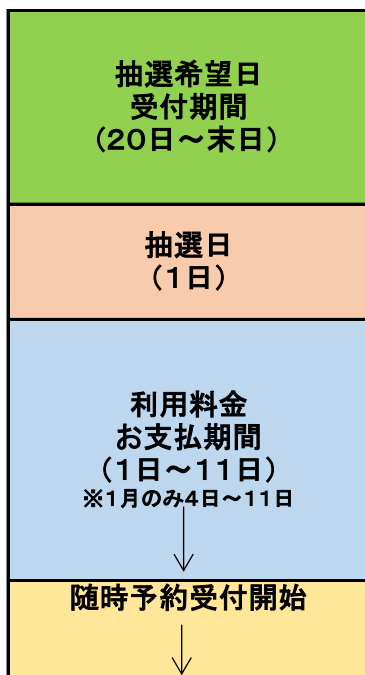 抽選希望日
受付期間
（20日～末日）
抽選日
（1日）
利用料金
お支払期間
（1日～11日）
※1月のみ4日～11日
随時予約受付開始